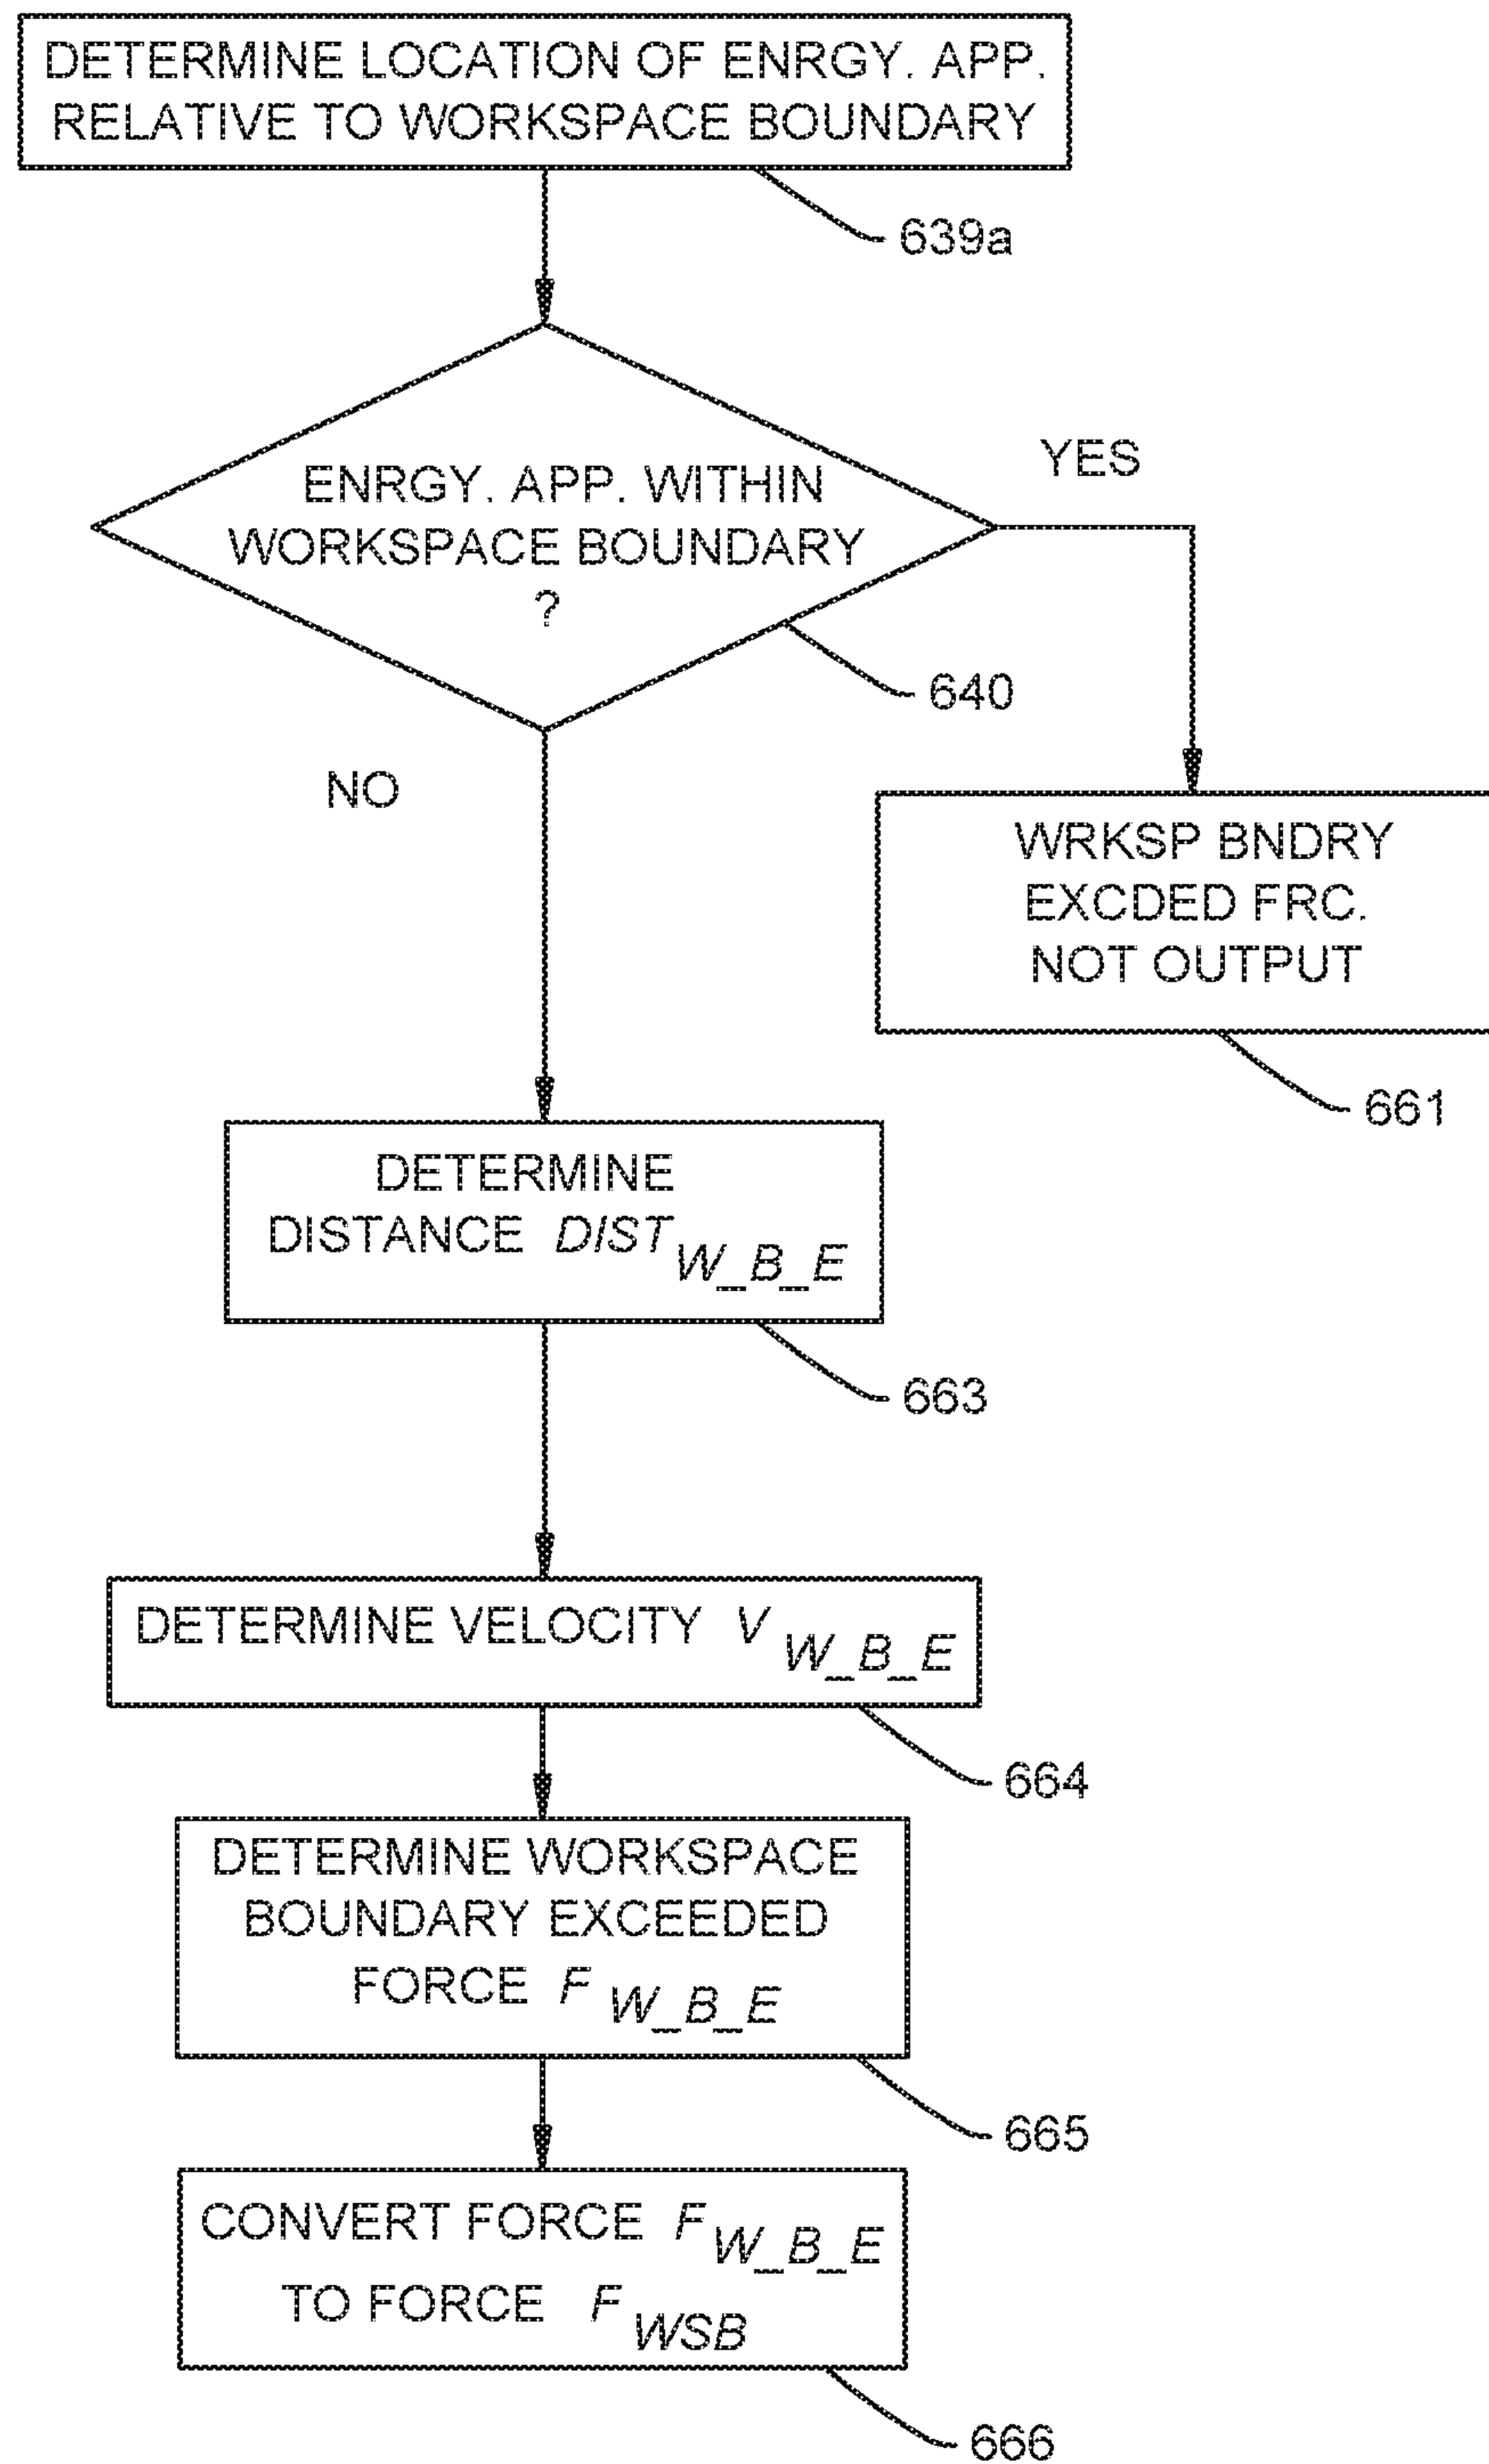 DETERMINE LOCATION OF ENRGY. APP.
RELATIVE TO WORKSPACE BOUNDARY
639a
ENRGY. APP. WITHIN
WORKSPACE BOUNDARY
?
YES
640
NO
WRKSP BNDRY
EXCDED FRC.
NOT OUTPUT
661
DETERMINE
DISTANCE DIST W_B_E
663
DETERMINE VELOCITY V W_B_E
664
DETERMINE WORKSPACE
BOUNDARY EXCEEDED
FORCE F W_B_E
665
CONVERT FORCE F W_B_E
TO FORCE F WSB
666